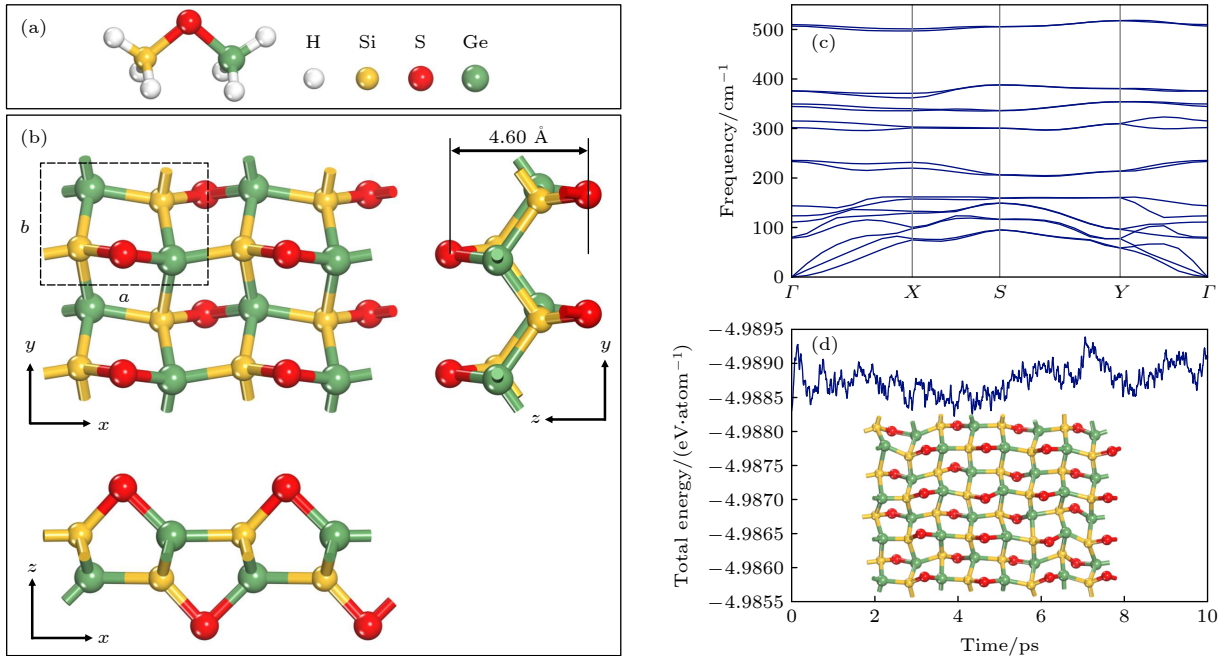 (a)
H Si S Ge
(b)
4.60 Å
b
a
y
x
y
z
z
x
(c)
Frequency/cm⁻¹
500
400
300
200
100
0
Γ X S Y Γ
(d)
Total energy/(eV·atom⁻¹)
−4.9895
−4.9890
−4.9885
−4.9880
−4.9875
−4.9870
−4.9865
−4.9860
−4.9855
0 2 4 6 8 10
Time/ps